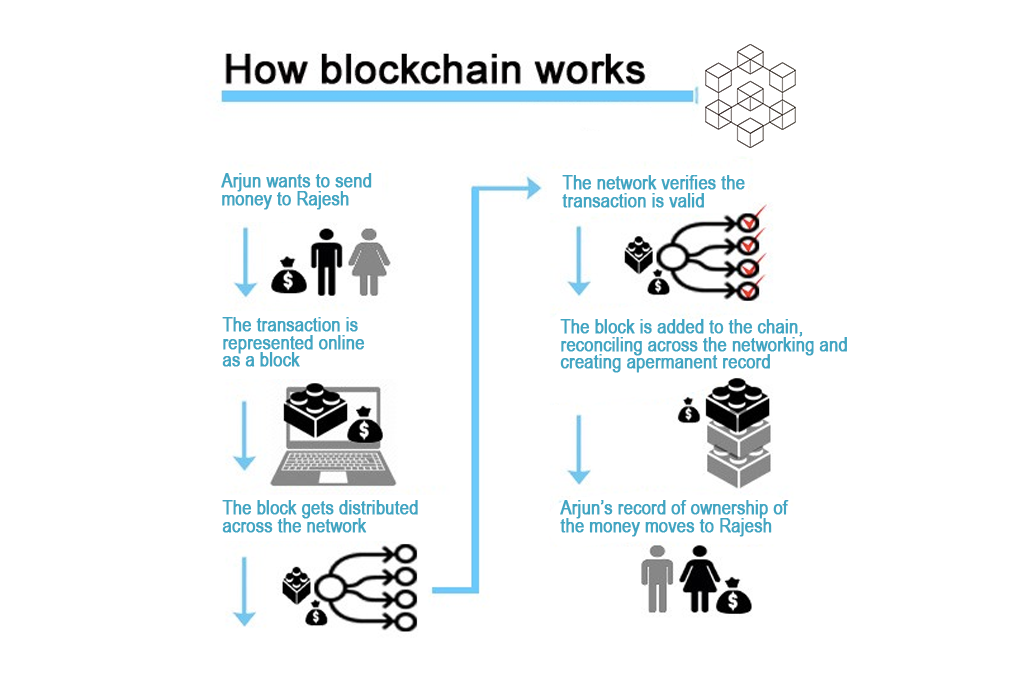 How blockchain works
Arjun wants to send
money to Rajesh
$
The transaction is
represented online
as a block
$
The block gets distributed
across the network
$
The network verifies the
transaction is valid
$
The block is added to the chain,
reconciling across the networking and
creating apermanent record
$
Arjun's record of ownership of
the money moves to Rajesh
$